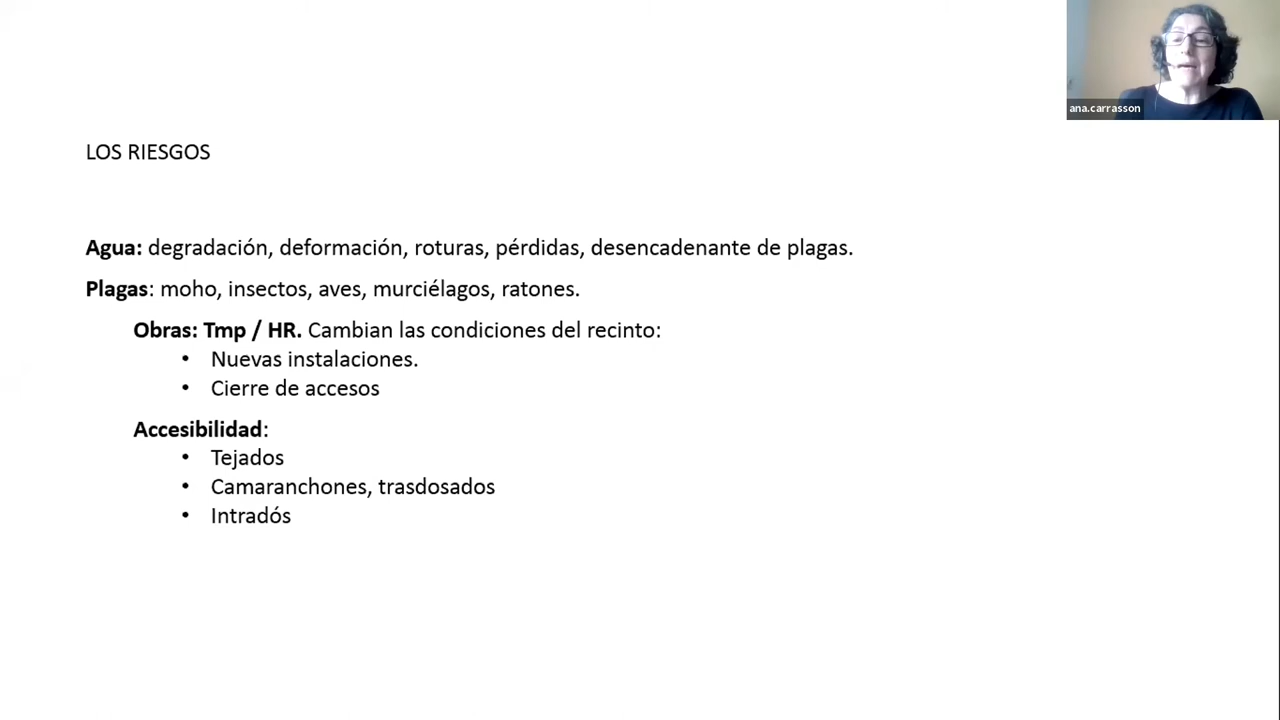 ana.carrasson
LOS RIESGOS
Agua: degradación, deformación, roturas, pérdidas, desencadenante de plagas.
Plagas: moho, insectos, aves, murciélagos, ratones.
Obras: Tmp / HR. Cambian las condiciones del recinto:
• Nuevas instalaciones.
• Cierre de accesos
Accesibilidad:
• Tejados
• Camaranchones, trasdosados
• Intradós